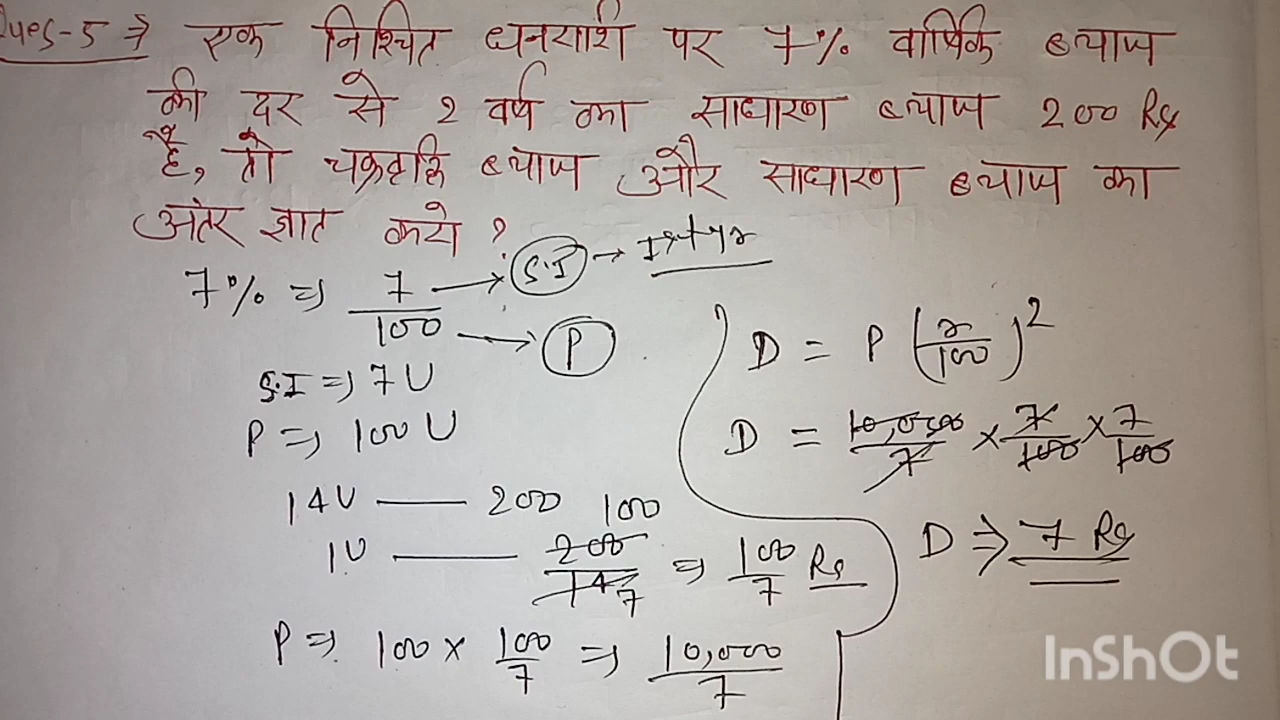 Ques-5 ⇒ एक निश्चित धनराशि पर 7% वार्षिक ब्याज
की दर से 2 वर्ष का साधारण ब्याज 200 Rs
है, तो चक्रवृद्धि ब्याज और साधारण ब्याज का
अंतर ज्ञात करो ?
7% ⇒ 7/100 → S.I → Ist yr
→ P
S.I ⇒ 7U
P ⇒ 100U
14U — 200
1U — 200/14 ⇒ 100/7 Rs
100
7
P ⇒ 100 × 100/7 ⇒ 10,000/7
D = P (r/100)²
D = 10,000/7 × 7/100 × 7/100
D ⇒ 7 Rs
InShOt